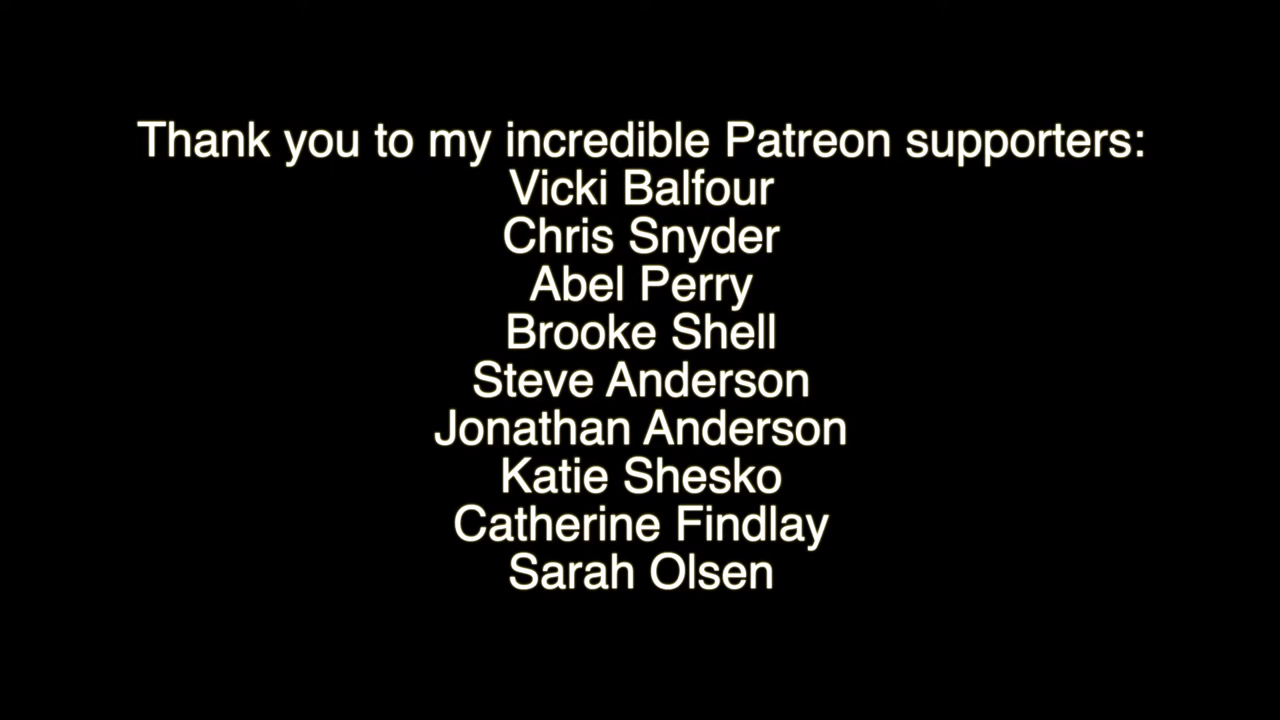 Thank you to my incredible Patreon supporters:
Vicki Balfour
Chris Snyder
Abel Perry
Brooke Shell
Steve Anderson
Jonathan Anderson
Katie Shesko
Catherine Findlay
Sarah Olsen